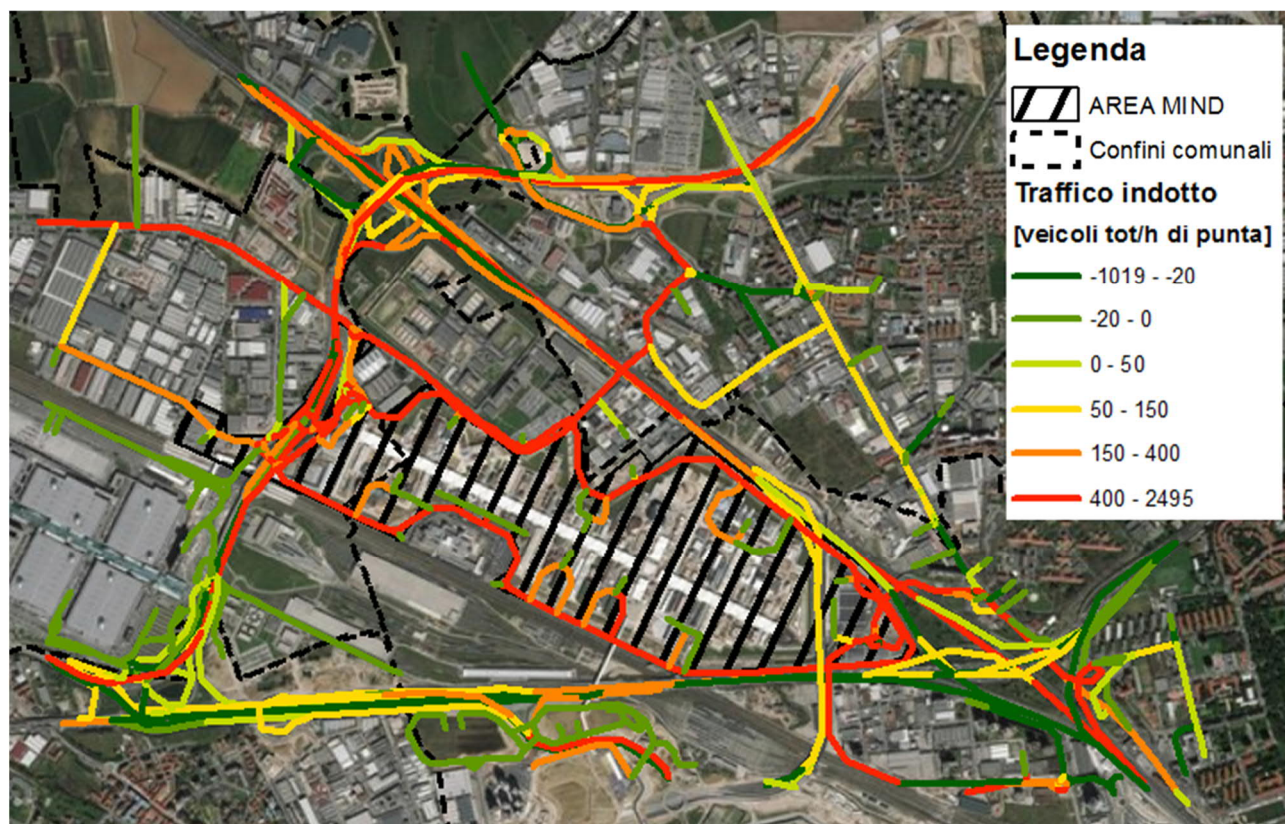 Legenda
AREA MIND
Confini comunali
Traffico indotto
[veicoli tot/h di punta]
-1019 - -20
-20 - 0
0 - 50
50 - 150
150 - 400
400 - 2495